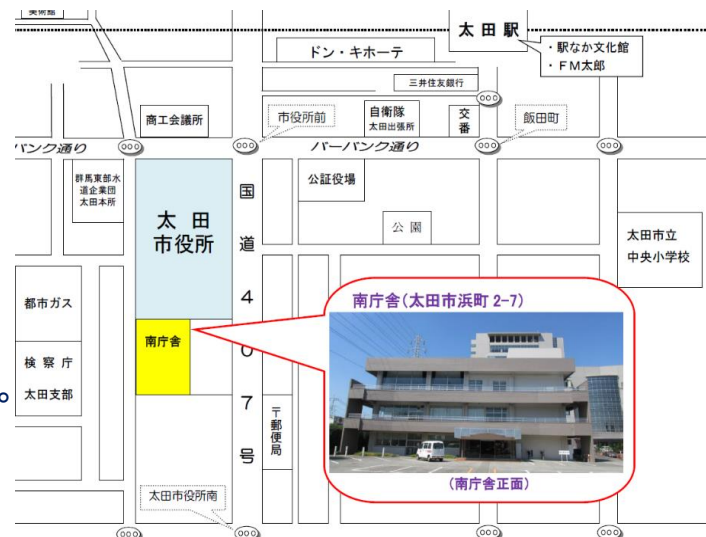 美術館
太田駅
・駅なか文化館
・FM太郎
ドン・キホーテ
三井住友銀行
商工会議所
市役所前
自衛隊
太田出張所
交
番
飯田町
バンク通り
バーバンク通り
群馬東部水
道企業団
太田本所
太田
市役所
国道407号
公証役場
公園
太田市立
中央小学校
都市ガス
検察庁
太田支部
南庁舎
南庁舎(太田市浜町2-7)
(南庁舎正面)
〒郵便局
太田市役所南